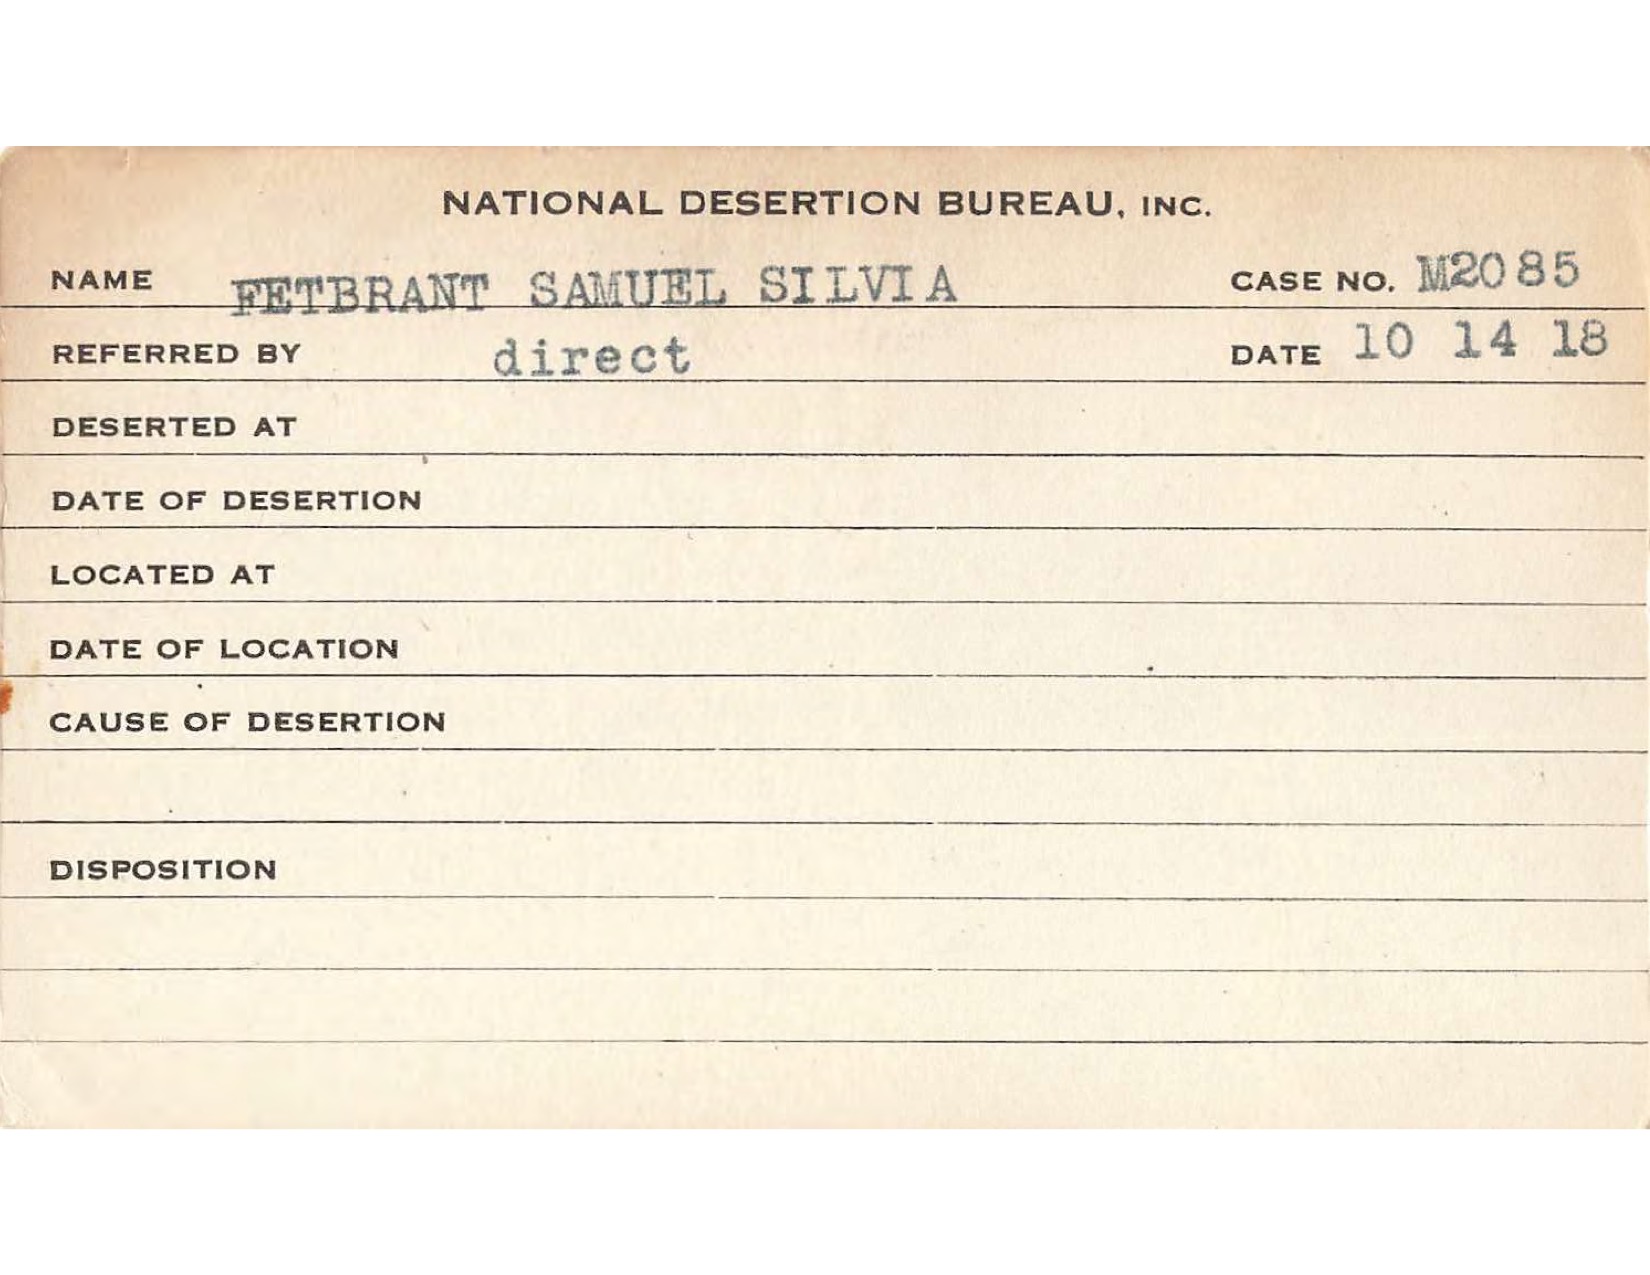 NATIONAL DESERTION BUREAU, INC.
NAME FETBRANT SAMUEL SILVIA CASE NO. M2085
REFERRED BY direct DATE 10 14 18
DESERTED AT
DATE OF DESERTION
LOCATED AT
DATE OF LOCATION
CAUSE OF DESERTION
DISPOSITION